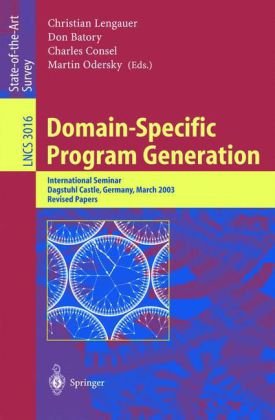 Christian Lengauer
Don Batory
Charles Consel
Martin Odersky (Eds.)
State-of-the-Art
Survey
LNCS 3016
Domain-Specific
Program Generation
International Seminar
Dagstuhl Castle, Germany, March 2003
Revised Papers
Springer